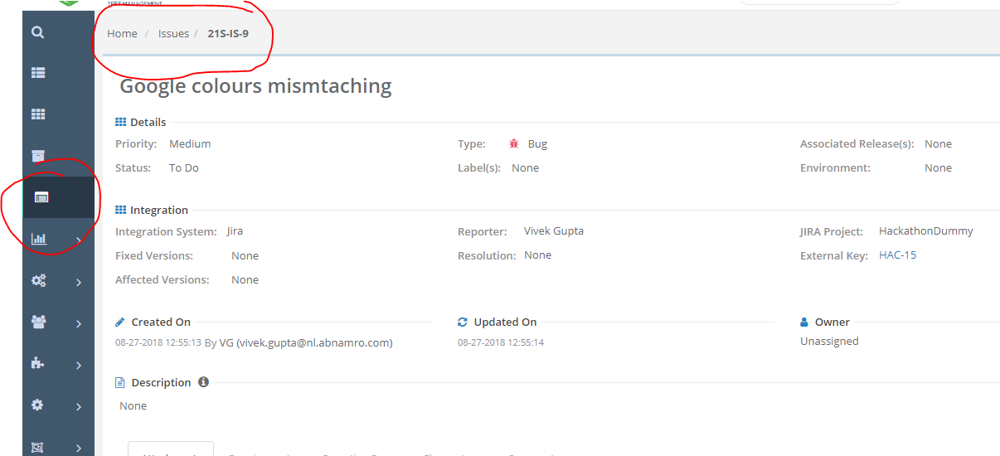 TEST MANAGEMENT
Home / Issues / 21S-IS-9
Google colours mismtaching
Details
Priority: Medium Type: Bug Associated Release(s): None
Status: To Do Label(s): None Environment: None
Integration
Integration System: Jira Reporter: Vivek Gupta JIRA Project: HackathonDummy
Fixed Versions: None Resolution: None External Key: HAC-15
Affected Versions: None
Created On Updated On Owner
08-27-2018 12:55:13 By VG (vivek.gupta@nl.abnamro.com) 08-27-2018 12:55:14 Unassigned
Description
None